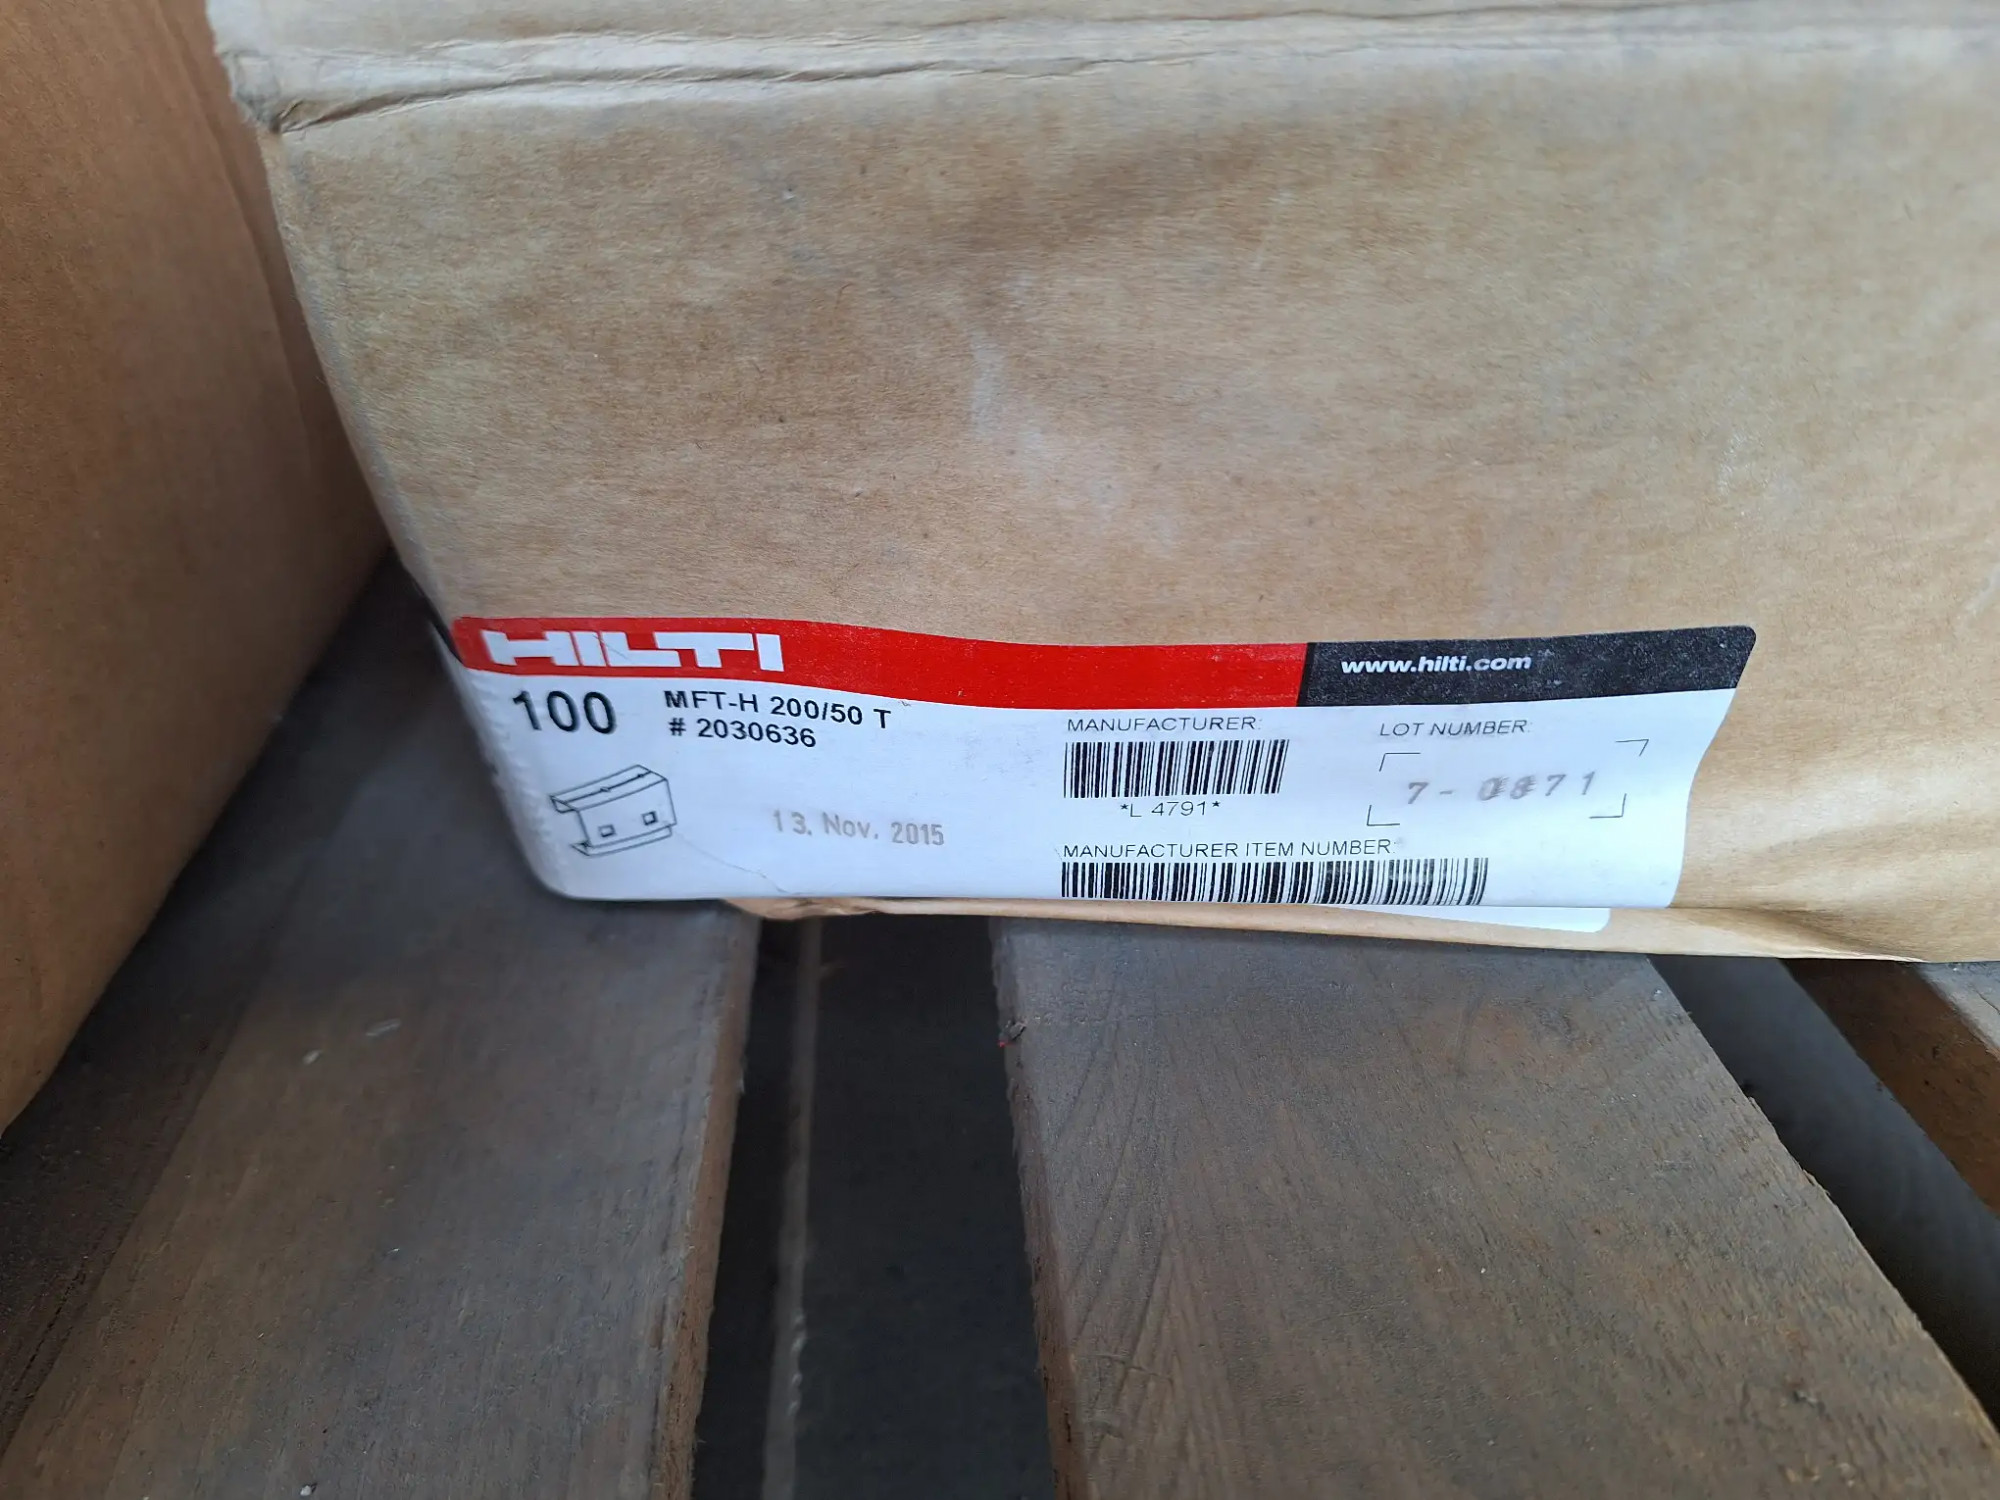 HILTI
www.hilti.com
100
MFT-H 200/50 T
# 2030636
13. Nov. 2015
MANUFACTURER:
*L 4791*
LOT NUMBER:
MANUFACTURER ITEM NUMBER: